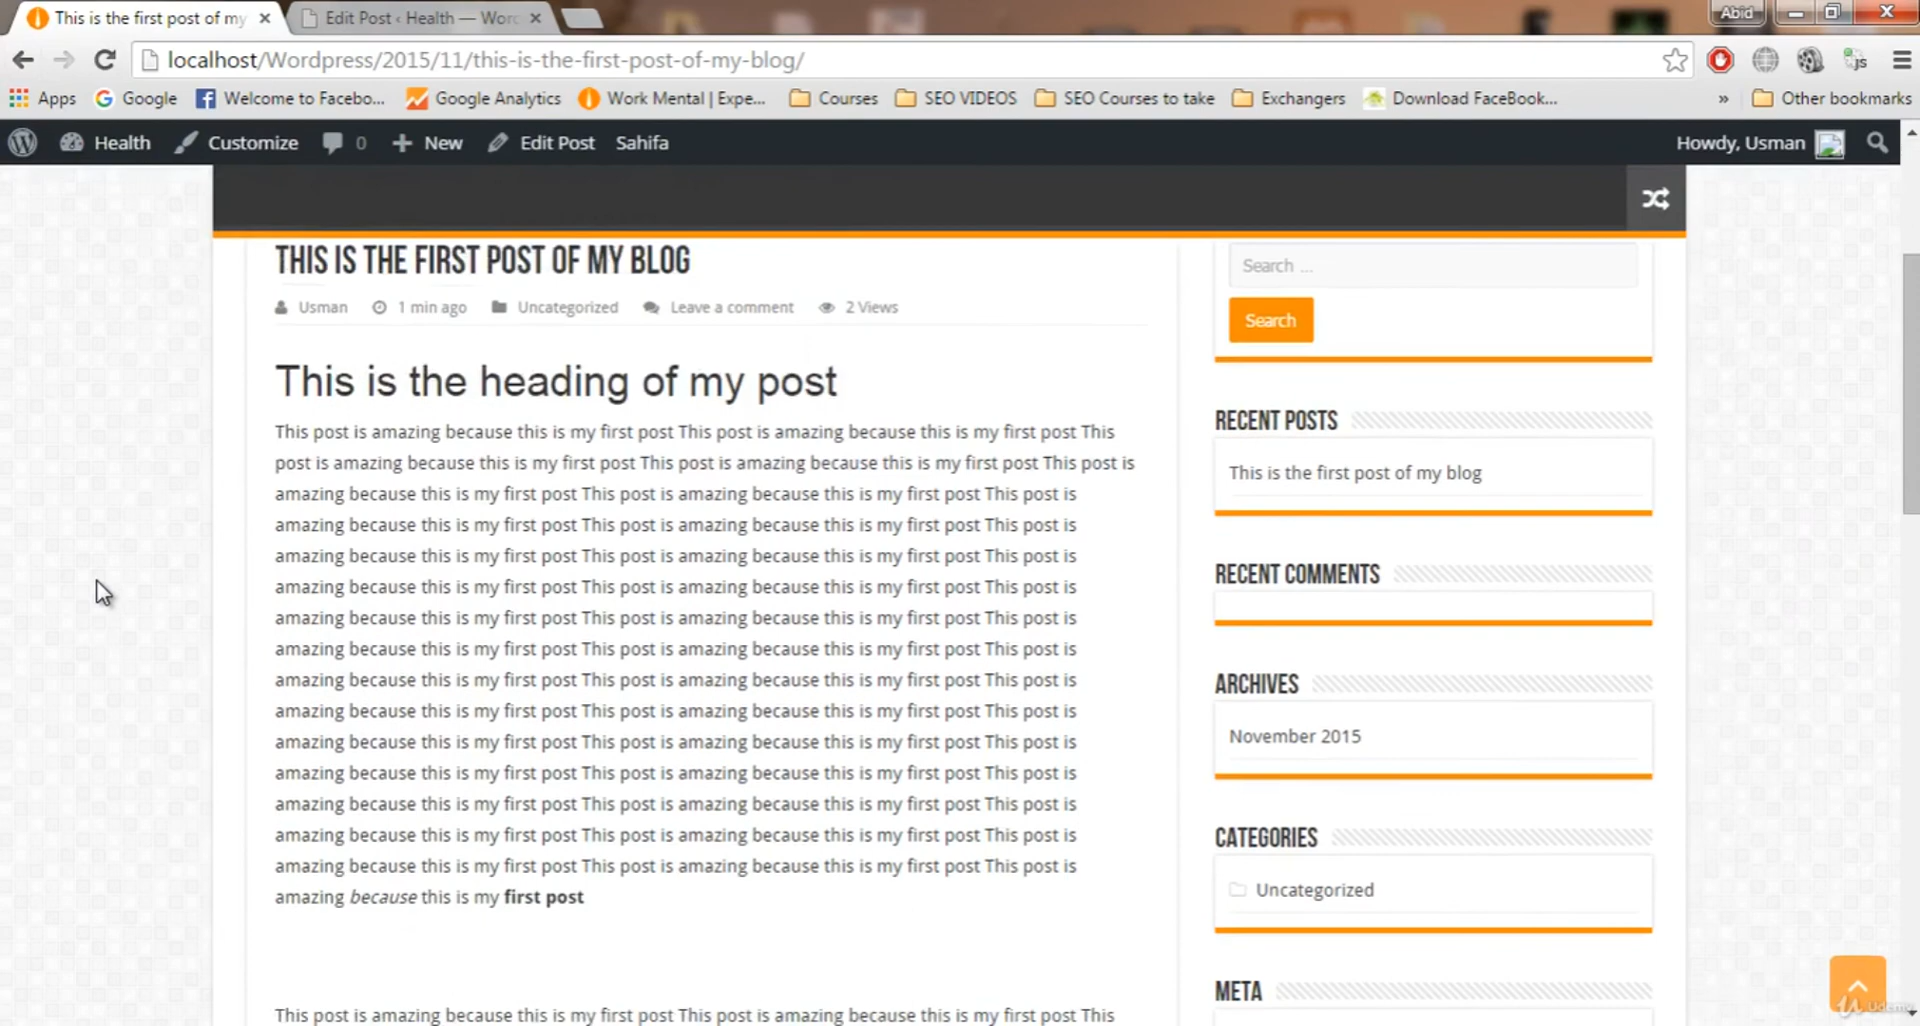 This is the first post of my
Edit Post ‹ Health — Word
Abid
localhost/Wordpress/2015/11/this-is-the-first-post-of-my-blog/
js
Apps
Google
Welcome to Facebo...
Google Analytics
Work Mental | Expe...
Courses
SEO VIDEOS
SEO Courses to take
Exchangers
Download FaceBook...
»
Other bookmarks
Health
Customize
0
New
Edit Post
Sahifa
Howdy, Usman
THIS IS THE FIRST POST OF MY BLOG
Usman
1 min ago
Uncategorized
Leave a comment
2 Views
This is the heading of my post
This post is amazing because this is my first post This post is amazing because this is my first post This
post is amazing because this is my first post This post is amazing because this is my first post This post is
amazing because this is my first post This post is amazing because this is my first post This post is
amazing because this is my first post This post is amazing because this is my first post This post is
amazing because this is my first post This post is amazing because this is my first post This post is
amazing because this is my first post This post is amazing because this is my first post This post is
amazing because this is my first post This post is amazing because this is my first post This post is
amazing because this is my first post This post is amazing because this is my first post This post is
amazing because this is my first post This post is amazing because this is my first post This post is
amazing because this is my first post This post is amazing because this is my first post This post is
amazing because this is my first post This post is amazing because this is my first post This post is
amazing because this is my first post This post is amazing because this is my first post This post is
amazing because this is my first post This post is amazing because this is my first post This post is
amazing because this is my first post This post is amazing because this is my first post This post is
amazing because this is my first post This post is amazing because this is my first post This post is
amazing because this is my first post
This post is amazing because this is my first post This post is amazing because this is my first post This
Search ...
Search
RECENT POSTS
This is the first post of my blog
RECENT COMMENTS
ARCHIVES
November 2015
CATEGORIES
Uncategorized
META
Udemy